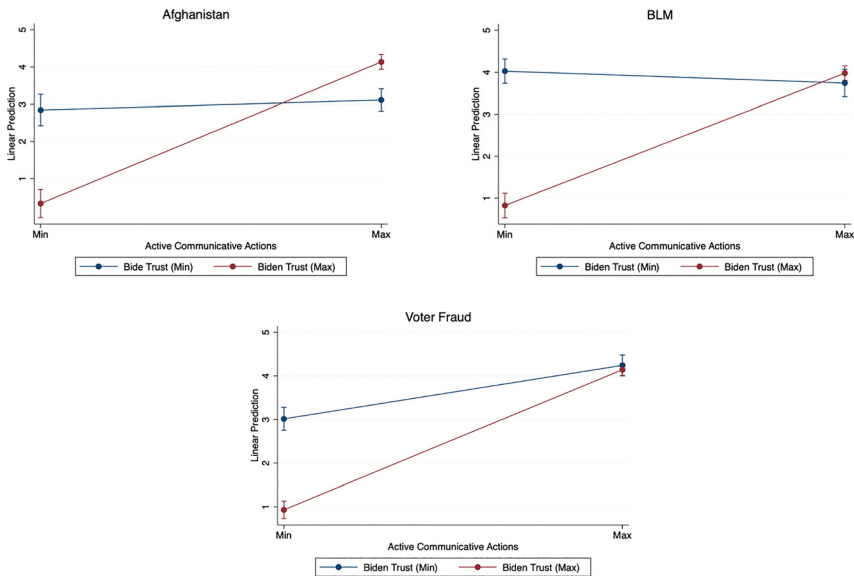 Afghanistan
5
4
3
2
1
Linear Prediction
Min
Max
Active Communicative Actions
Bide Trust (Min)
Biden Trust (Max)
BLM
5
4
3
2
1
Linear Prediction
Min
Max
Active Communicative Actions
Biden Trust (Min)
Biden Trust (Max)
Voter Fraud
5
4
3
2
1
Linear Prediction
Min
Max
Active Communicative Actions
Biden Trust (Min)
Biden Trust (Max)